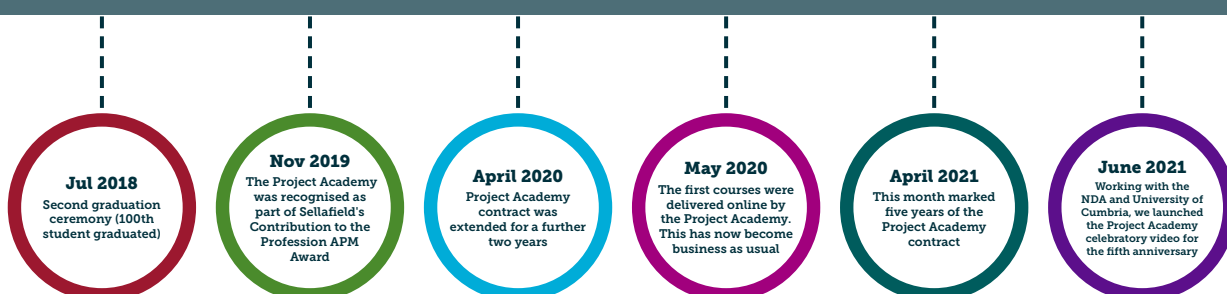 Jul 2018
Second graduation
ceremony (100th
student graduated)
Nov 2019
The Project Academy
was recognised as
part of Sellafield's
Contribution to the
Profession APM
Award
April 2020
Project Academy
contract was
extended for a further
two years
May 2020
The first courses were
delivered online by
the Project Academy.
This has now become
business as usual
April 2021
This month marked
five years of the
Project Academy
contract
June 2021
Working with the
NDA and University of
Cumbria, we launched
the Project Academy
celebratory video for
the fifth anniversary